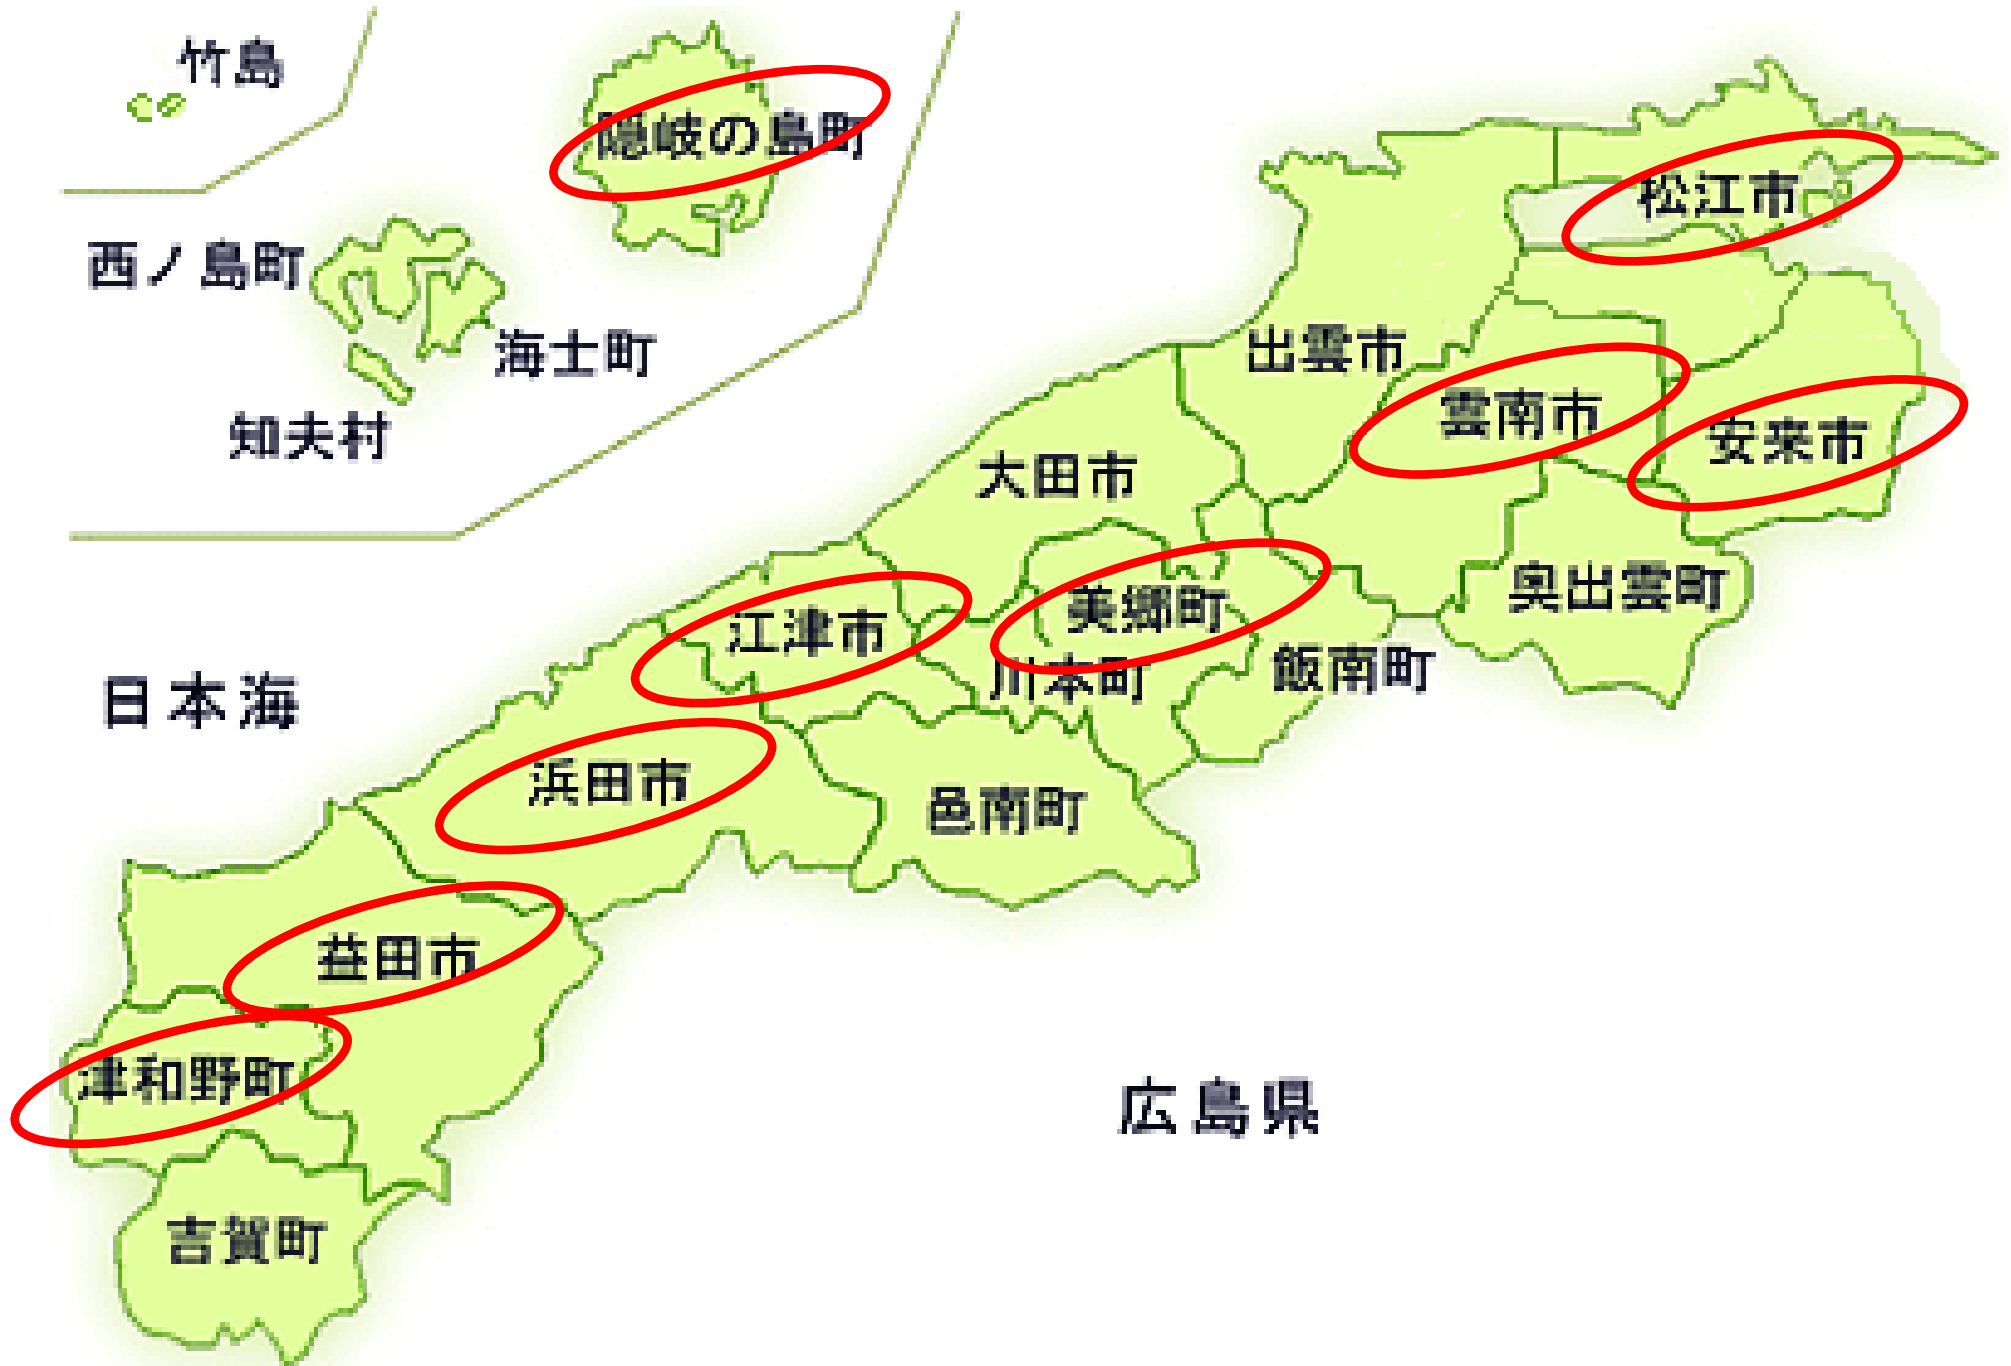 竹島
隠岐の島町
松江市
西ノ島町
海士町
出雲市
知夫村
雲南市
安来市
大田市
奥出雲町
美郷町
江津市
川本町
飯南町
日本海
浜田市
邑南町
益田市
津和野町
広島県
吉賀町